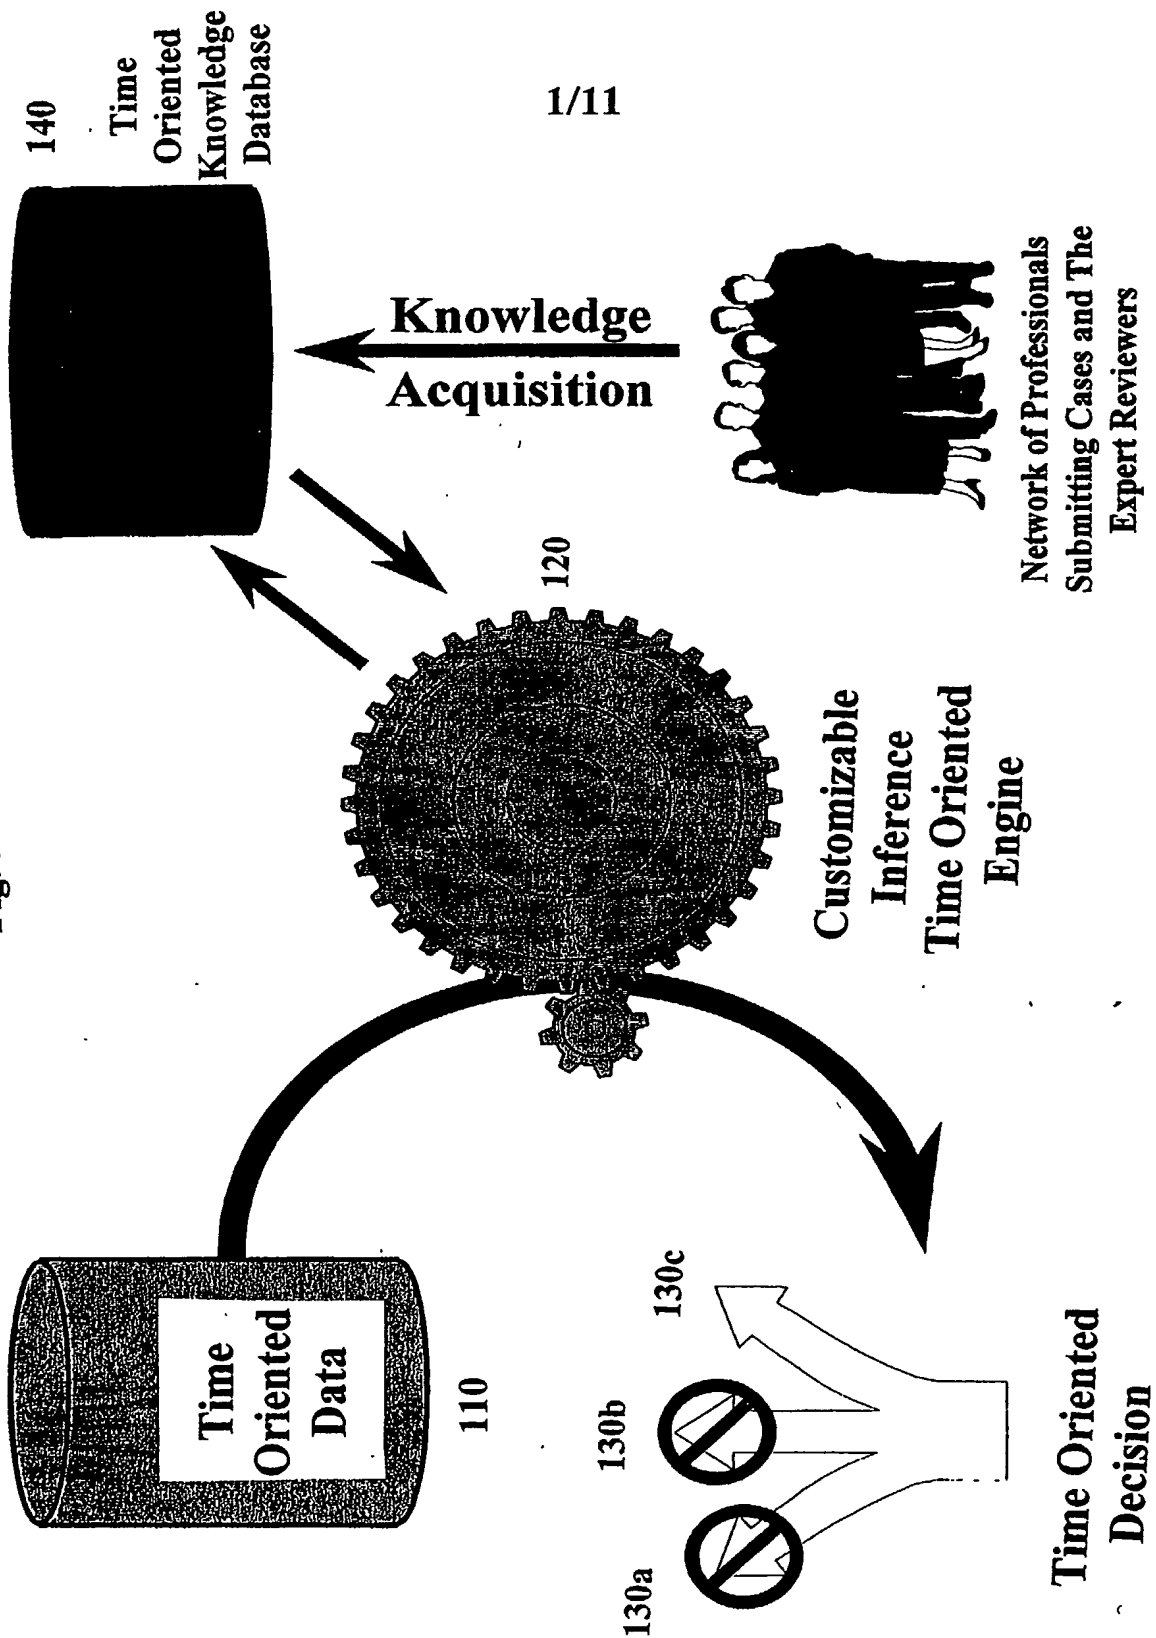 1/11
Time
Oriented
Data
110
130a
130b
130c
Time Oriented
Decision
120
Customizable
Inference
Time Oriented
Engine
140
Time
Oriented
Knowledge
Database
Knowledge
Acquisition
Network of Professionals
Submitting Cases and The
Expert Reviewers